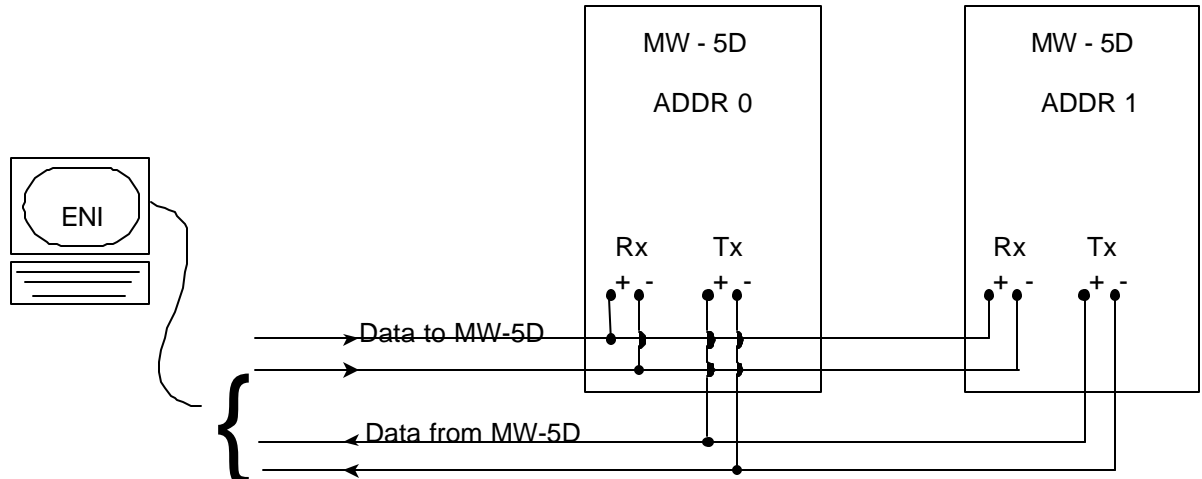 MW - 5D
ADDR 0
MW - 5D
ADDR 1
ENI
Rx Tx
+ - + -
Rx Tx
+ - + -
Data to MW-5D
Data from MW-5D